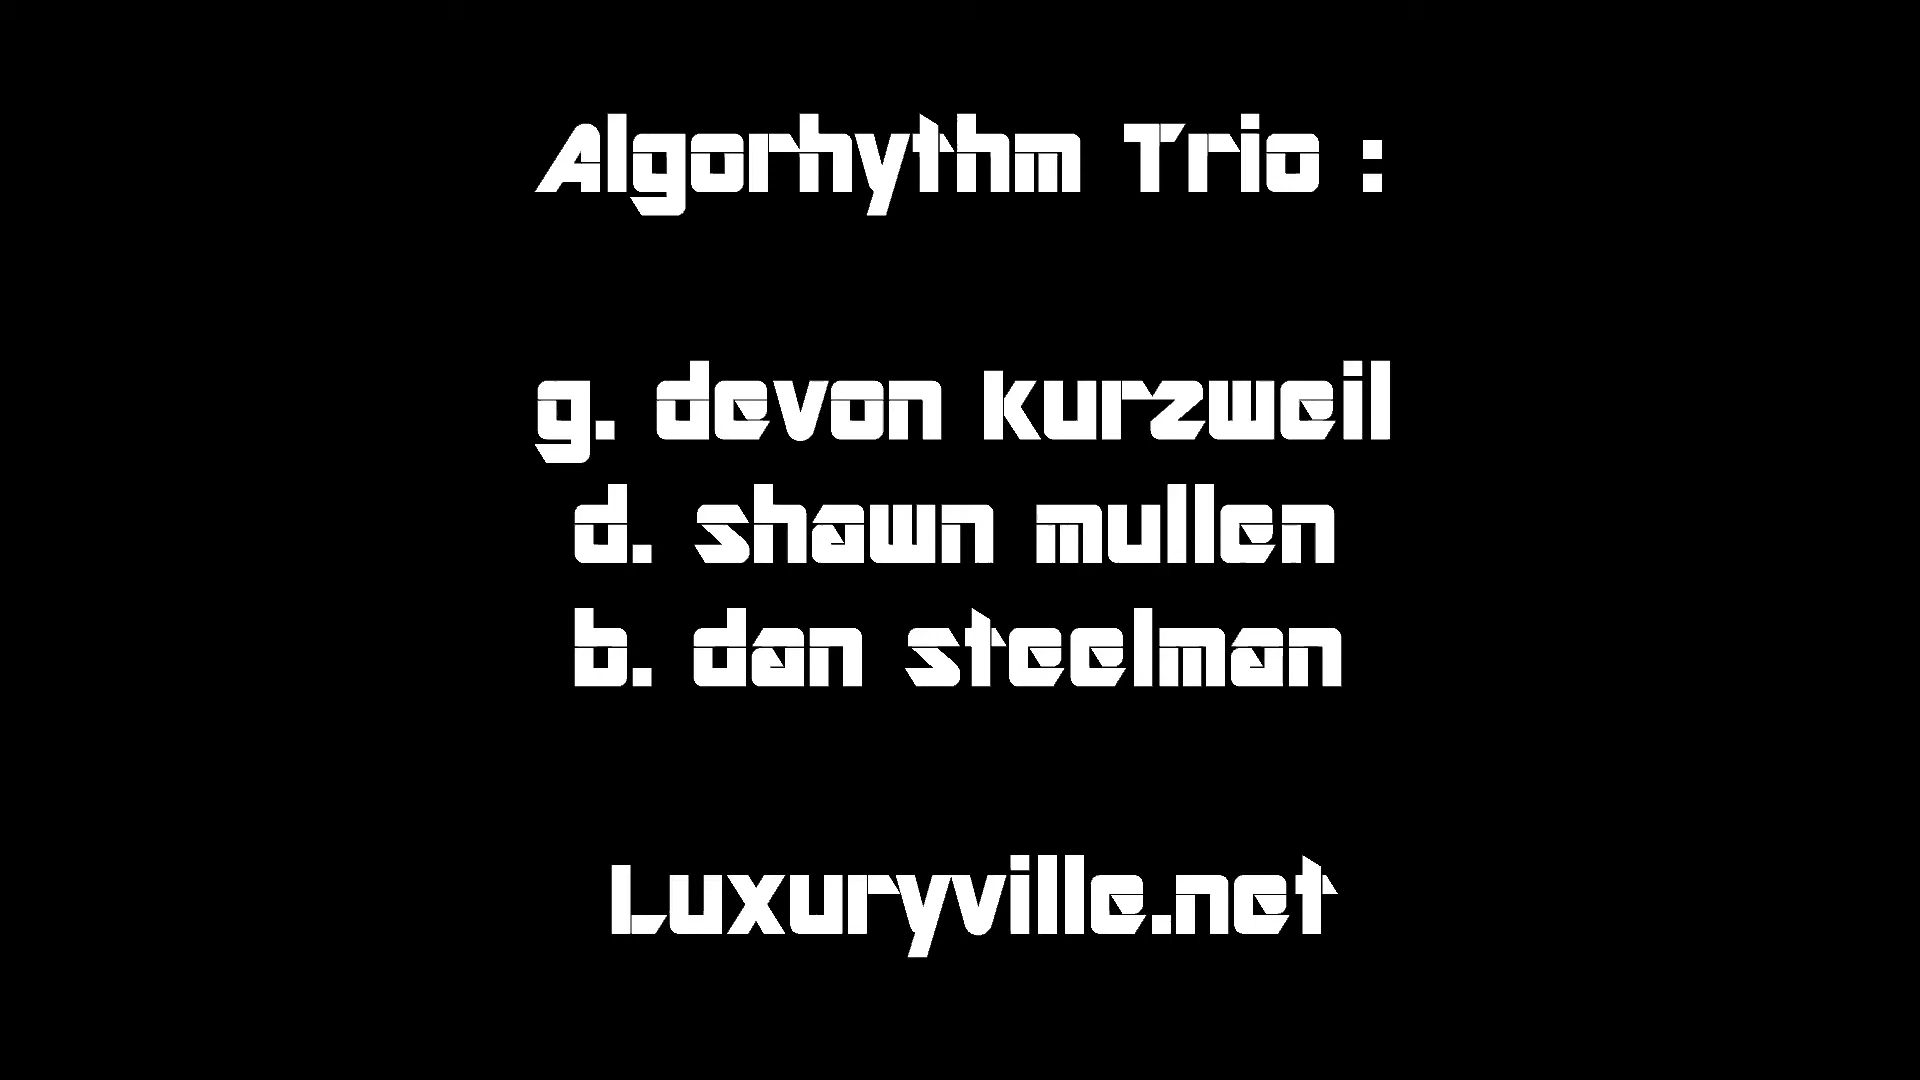 Algorhythm Trio :
g. devon kurzweil
d. shawn mullen
b. dan steelman
Luxuryville.net